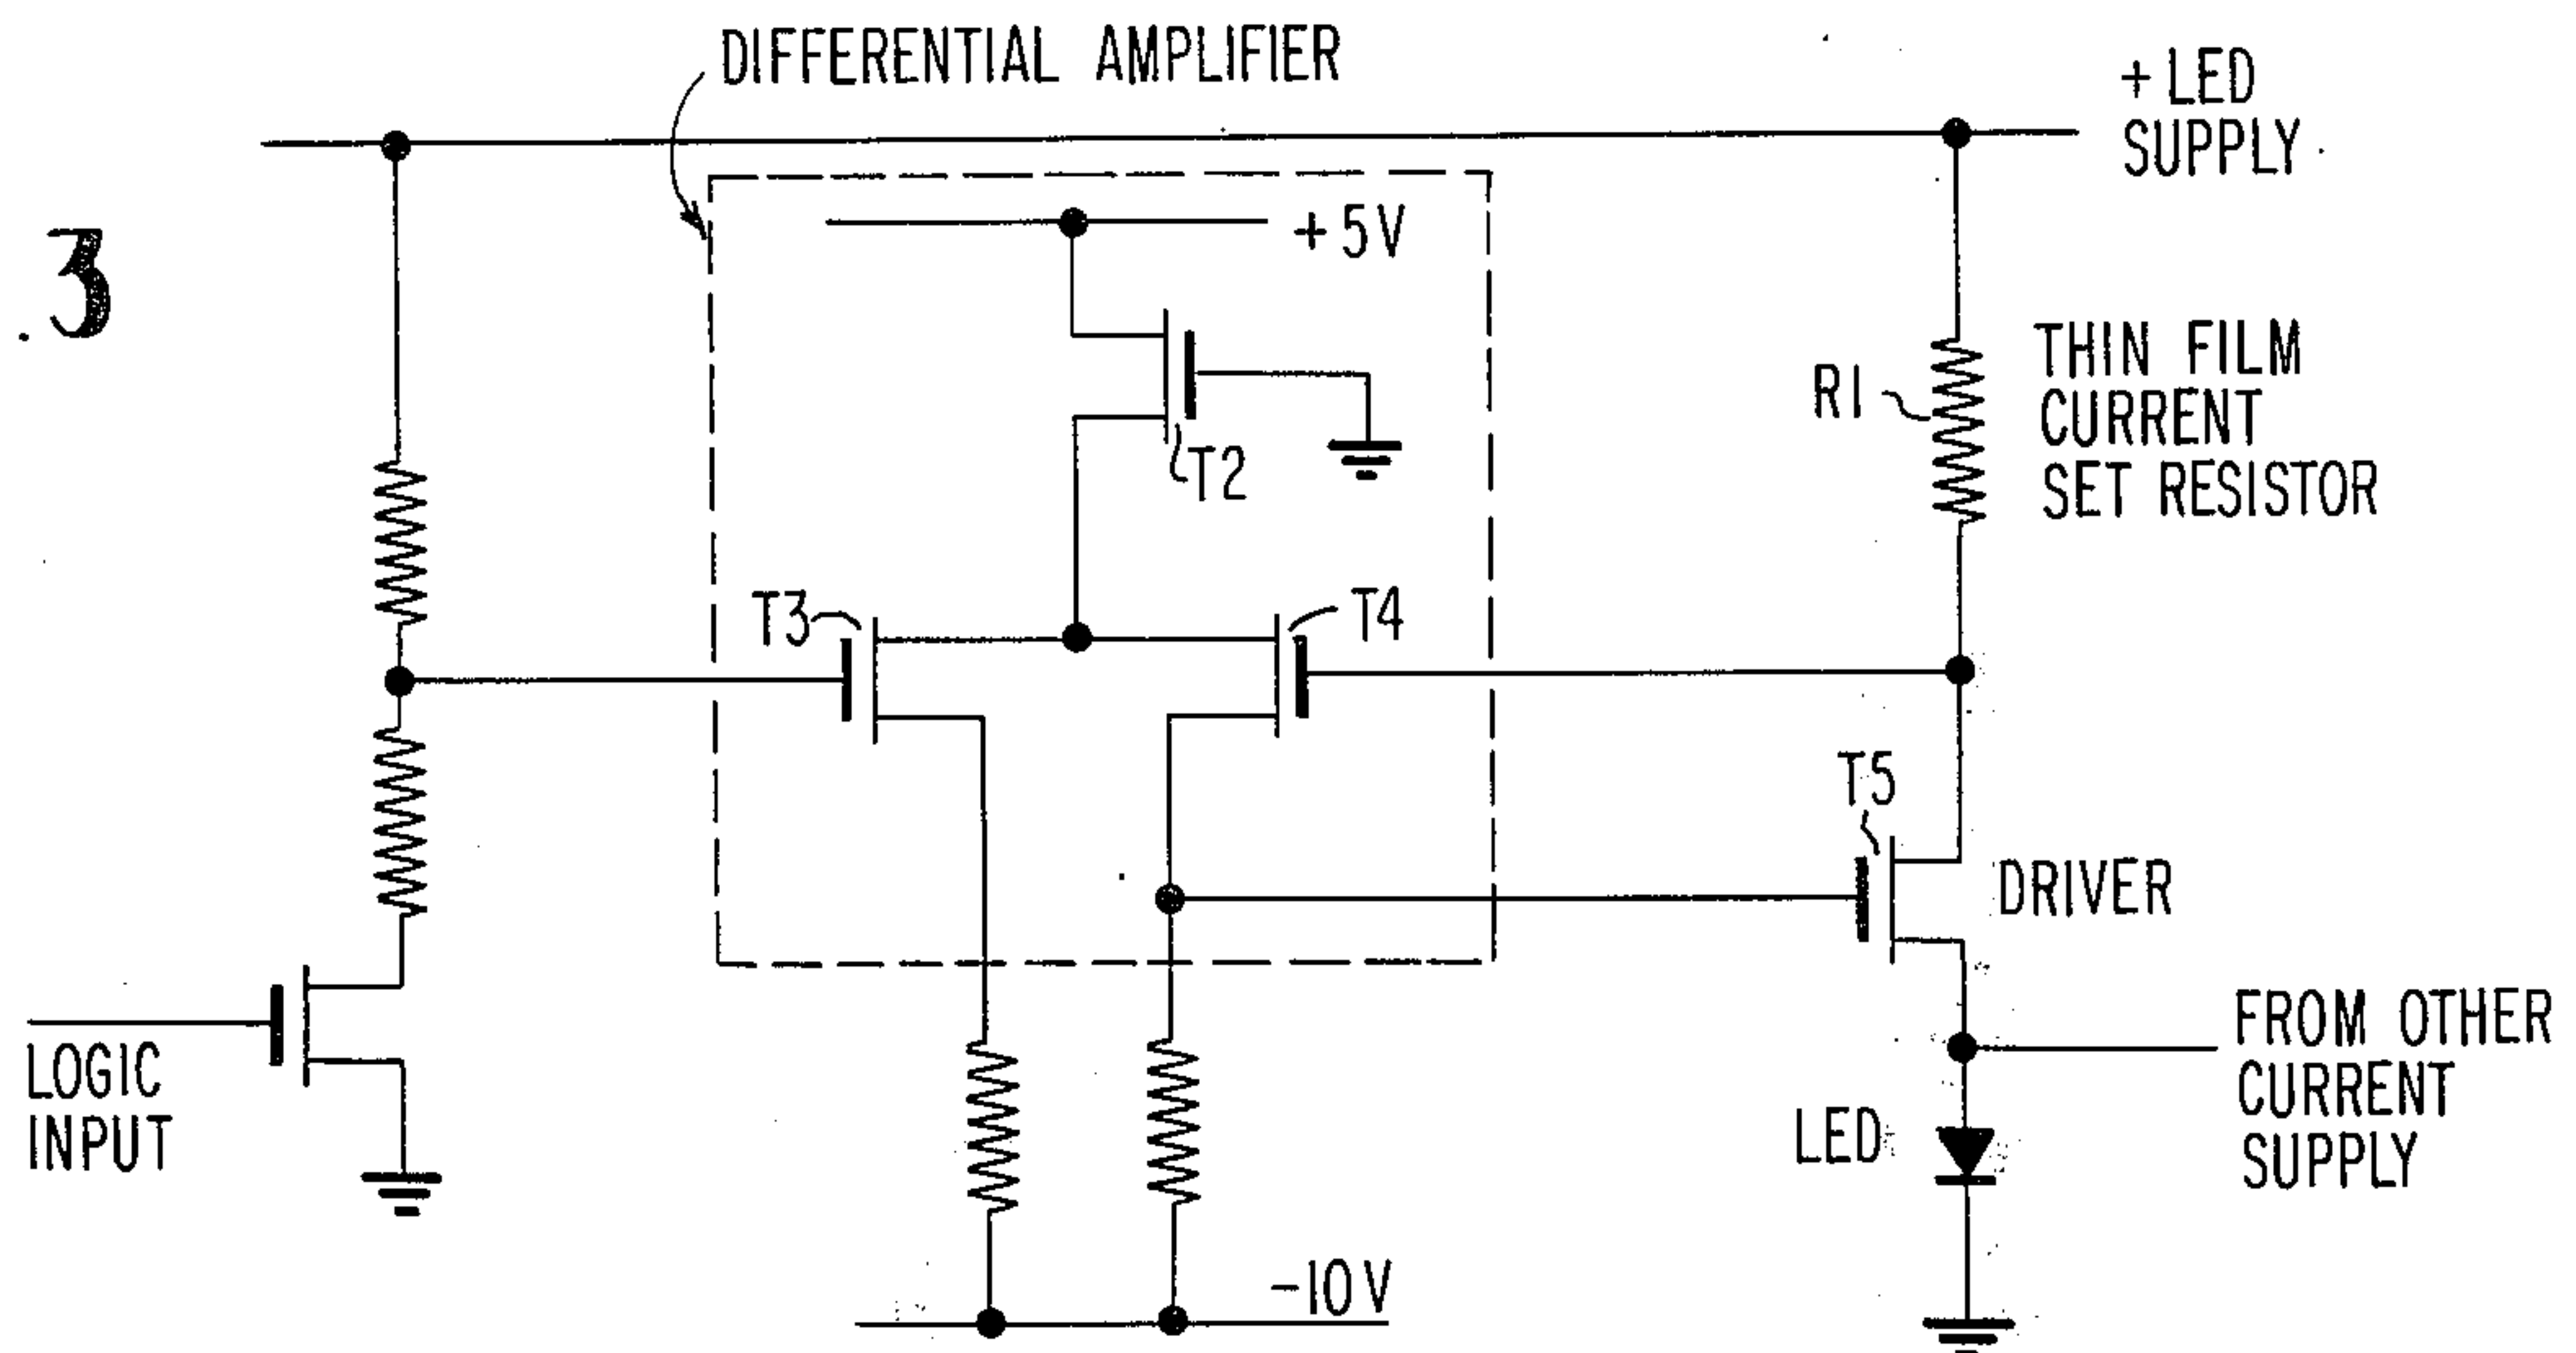 DIFFERENTIAL AMPLIFIER
+ LED
SUPPLY
.3
+5V
THIN FILM
CURRENT
SET RESISTOR
R1
T2
T3
T4
T5
DRIVER
LOGIC
INPUT
FROM OTHER
CURRENT
SUPPLY
LED
-10V